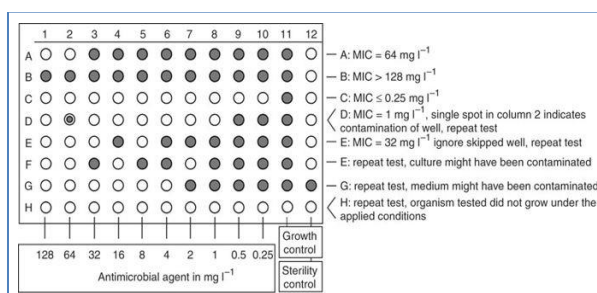 1 2 3 4 5 6 7 8 9 10 11 12
A
B
C
D
E
F
G
H
A: MIC = 64 mg l⁻¹
B: MIC > 128 mg l⁻¹
C: MIC ≤ 0.25 mg l⁻¹
D: MIC = 1 mg l⁻¹, single spot in column 2 indicates
contamination of well, repeat test
E: MIC = 32 mg l⁻¹ ignore skipped well, repeat test
E: repeat test, culture might have been contaminated
G: repeat test, medium might have been contaminated
H: repeat test, organism tested did not grow under the
applied conditions
128 64 32 16 8 4 2 1 0.5 0.25
Antimicrobial agent in mg l⁻¹
Growth
control
Sterility
control